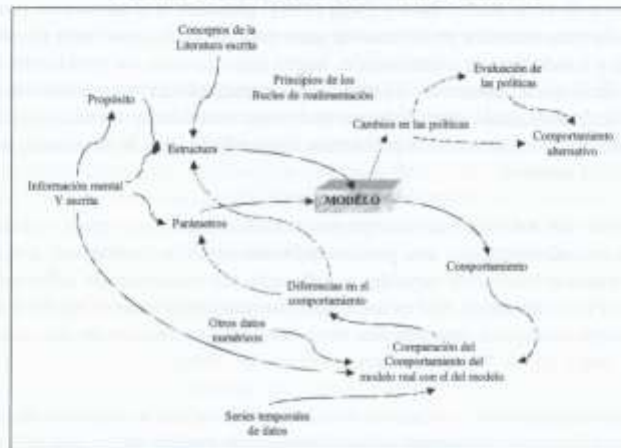 Conceptos de la
Literatura escrita
Principios de los
Bucles de realimentación
Evaluación de
las políticas
Propósito
Cambios en las políticas
Comportamiento
alternativo
Estructura
Información mental
Y escrita
MODELO
Parámetros
Comportamiento
Diferencias en el
comportamiento
Otros datos
numéricos
Comparación del
Comportamiento del
modelo real con el del modelo
Series temporales
de datos